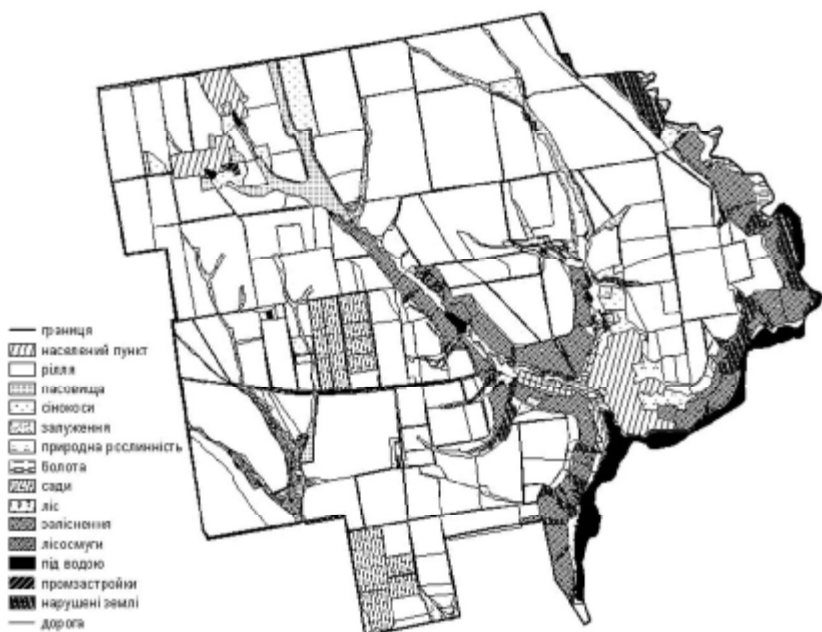 границя
населений пункт
рілля
пасовища
сінокоси
залуження
природна рослинність
болота
сади
ліс
заліснення
лісосмуги
під водою
промзастройки
нарушені землі
дорога